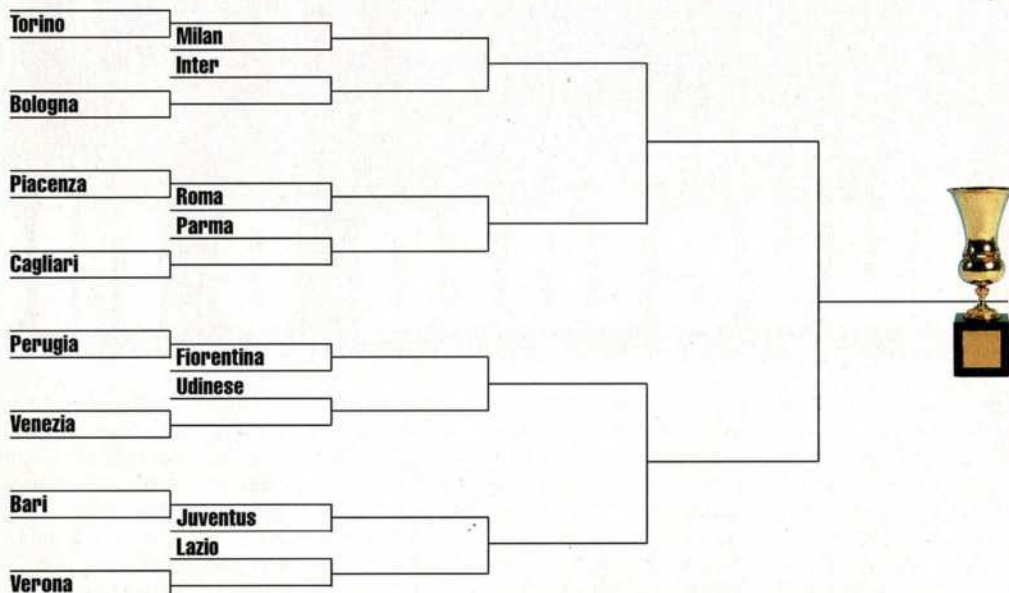 Torino
Milan
Inter
Bologna
Piacenza
Roma
Parma
Cagliari
Perugia
Fiorentina
Udinese
Venezia
Bari
Juventus
Lazio
Verona